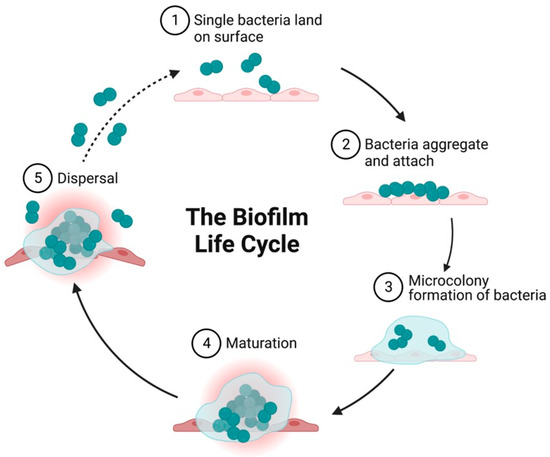 1 Single bacteria land
on surface
2 Bacteria aggregate
and attach
3 Microcolony
formation of bacteria
4 Maturation
5 Dispersal
The Biofilm
Life Cycle